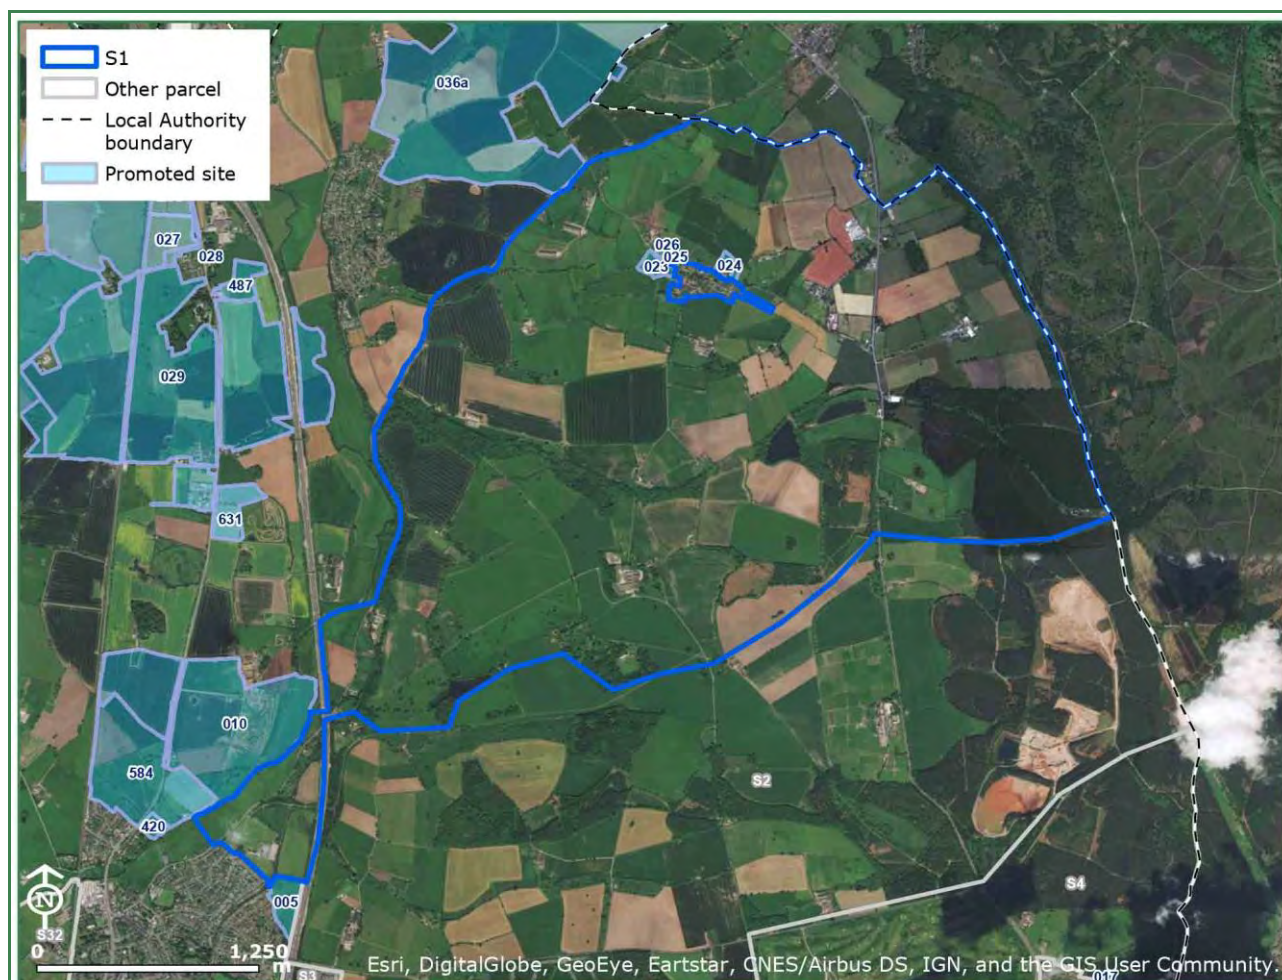 S1
Other parcel
Local Authority
boundary
Promoted site
036a
027
028
487
026
025
023
024
029
631
010
584
420
S2
005
S4
N
S32
0
1,250
m
S3
Esri, DigitalGlobe, GeoEye, Eartstar, CNES/Airbus DS, IGN, and the GIS User Community
017